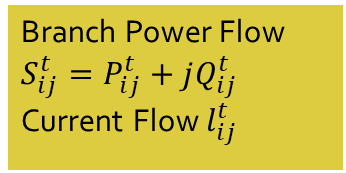 Branch Power Flow
$S_{ij}^{t} = P_{ij}^{t} + jQ_{ij}^{t}$
Current Flow $l_{ij}^{t}$